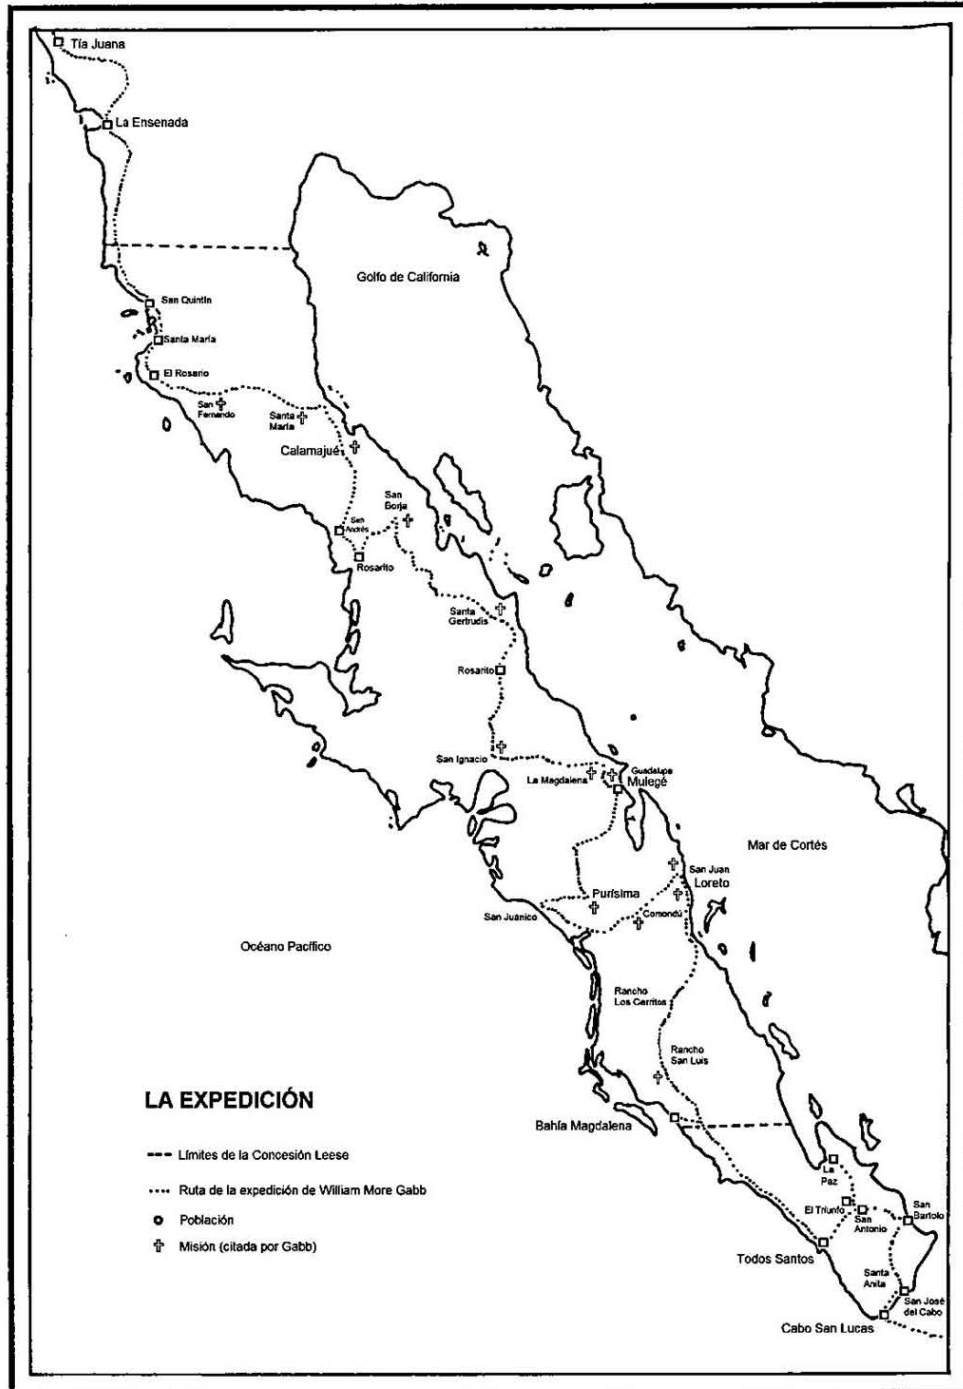 Tía Juana
La Ensenada
Golfo de California
San Quintín
Santa María
El Rosario
San
Fernando
Santa
María
Calamajué
San
Borja
San
Andrés
Rosarito
Santa
Gertrudis
Rosarito
San Ignacio
La Magdalena
Guadalupe
Mulegé
Mar de Cortés
San Juan
Loreto
Purísima
San Juánico
Comondú
Océano Pacífico
Rancho
Los Cerritos
Rancho
San Luis
LA EXPEDICIÓN
Bahía Magdalena
Límites de la Concesión Leese
Ruta de la expedición de William More Gabb
Población
Misión (citada por Gabb)
La
Paz
El Triunfo
San
Antonio
San
Bartolo
Todos Santos
Santa
Anita
San José
del Cabo
Cabo San Lucas